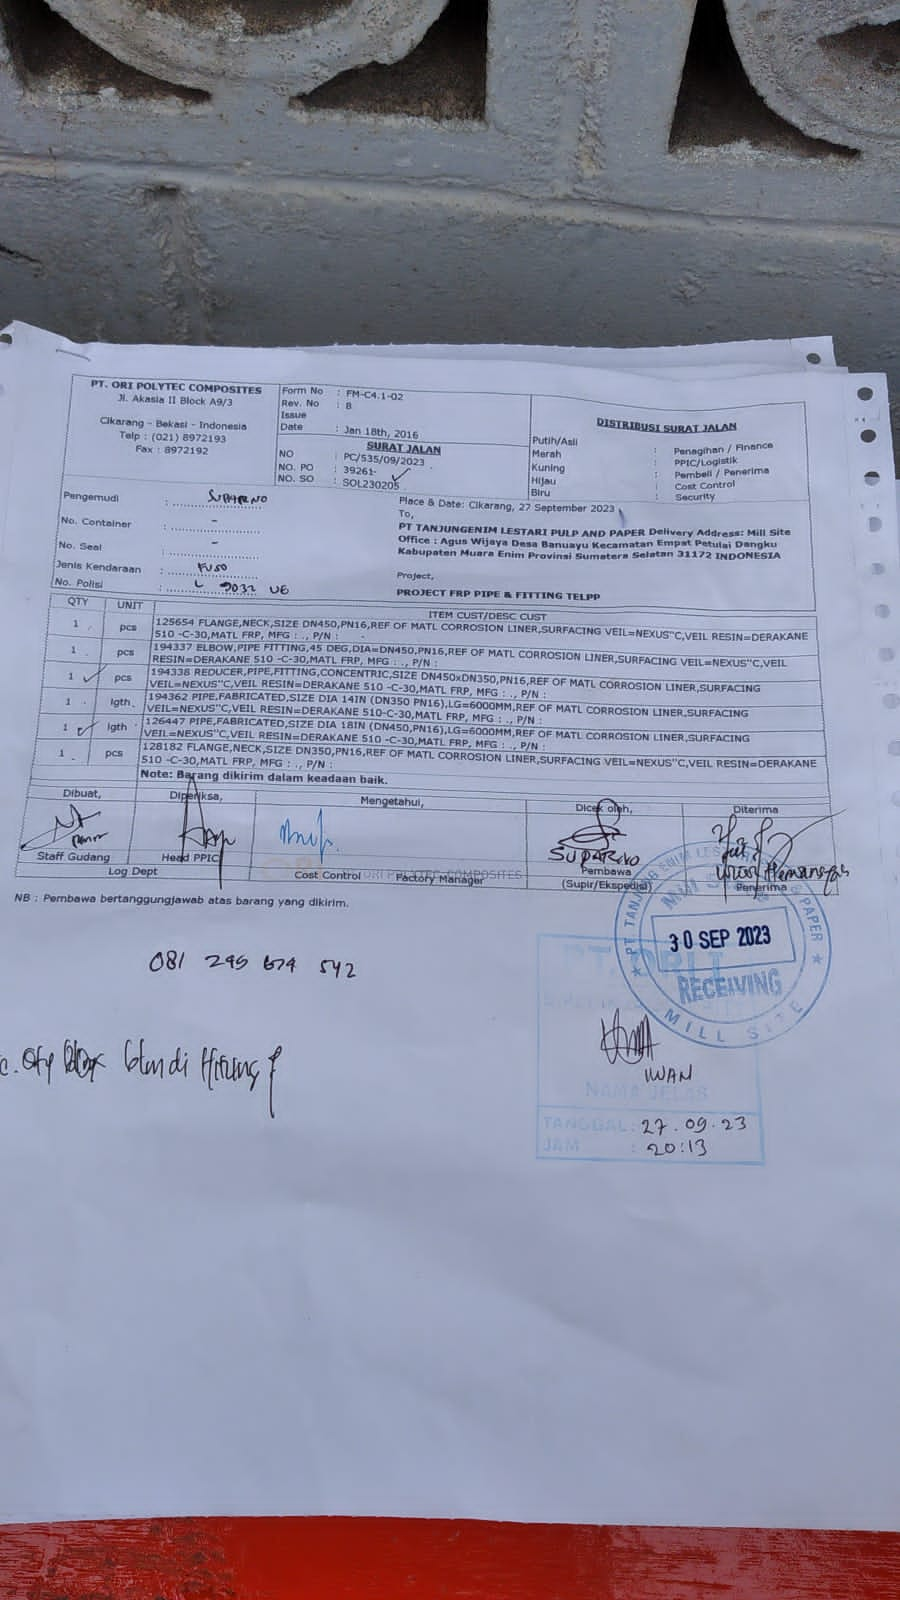 PT. ORI POLYTEC COMPOSITES
Jl. Akasia II Block A9/3
Cikarang - Bekasi - Indonesia
Telp : (021) 8972193
Fax : 8972192
Form No : FM-C4.1-02
Rev. No : 8
Issue
Date : Jan 18th, 2016
SURAT JALAN
NO : PC/535/09/2023
NO. PO : 39261-
NO. SO : SOL230205
DISTRIBUSI SURAT JALAN
Putih/Asli : Penagihan / Finance
Merah : PPIC/Logistik
Kuning : Pembeli / Penerima
Hijau : Cost Control
Biru : Security
Pengemudi : SUPARNO
No. Container : -
No. Seal : -
Jenis Kendaraan : FUSO
No. Polisi : L 9032 UE
Place & Date: Cikarang, 27 September 2023
To,
PT TANJUNGENIM LESTARI PULP AND PAPER Delivery Address: Mill Site
Office : Agus Wijaya Desa Banuayu Kecamatan Empat Petulai Dangku
Kabupaten Muara Enim Provinsi Sumatera Selatan 31172 INDONESIA
Project,
PROJECT FRP PIPE & FITTING TELPP
QTY UNIT ITEM CUST/DESC CUST
1 pcs 125654 FLANGE,NECK,SIZE DN450,PN16,REF OF MATL CORROSION LINER,SURFACING VEIL=NEXUS"C,VEIL RESIN=DERAKANE
510 -C-30,MATL FRP, MFG : ., P/N :
1 pcs 194337 ELBOW,PIPE FITTING,45 DEG,DIA=DN450,PN16,REF OF MATL CORROSION LINER,SURFACING VEIL=NEXUS"C,VEIL
RESIN=DERAKANE 510 -C-30,MATL FRP, MFG : ., P/N :
1 pcs 194338 REDUCER,PIPE,FITTING,CONCENTRIC,SIZE DN450xDN350,PN16,REF OF MATL CORROSION LINER,SURFACING
VEIL=NEXUS"C,VEIL RESIN=DERAKANE 510 -C-30,MATL FRP, MFG : ., P/N :
1 lgth 194362 PIPE,FABRICATED,SIZE DIA 14IN (DN350 PN16),LG=6000MM,REF OF MATL CORROSION LINER,SURFACING
VEIL=NEXUS"C,VEIL RESIN=DERAKANE 510-C-30,MATL FRP, MFG : ., P/N :
1 lgth 126447 PIPE,FABRICATED,SIZE DIA 18IN (DN450,PN16),LG=6000MM,REF OF MATL CORROSION LINER,SURFACING
VEIL=NEXUS"C,VEIL RESIN=DERAKANE 510 -C-30,MATL FRP, MFG : ., P/N :
1 pcs 128182 FLANGE,NECK,SIZE DN350,PN16,REF OF MATL CORROSION LINER,SURFACING VEIL=NEXUS"C,VEIL RESIN=DERAKANE
510 -C-30,MATL FRP, MFG : ., P/N :
Note: Barang dikirim dalam keadaan baik.
Dibuat, Diperiksa, Mengetahui, Dicek oleh, Diterima
SUPARNO
Staff Gudang Head PPIC Pembawa Penerima
Log Dept Cost Control Factory Manager (Supir/Ekspedisi)
ORI POLYTEC COMPOSITES
NB : Pembawa bertanggungjawab atas barang yang dikirim.
PT TANJUNG ENIM LESTARI PULP & PAPER
30 SEP 2023
RECEIVING
MILL SITE
081 295 674 542
PT. ORI
IWAN
NAMA JELAS
TANGGAL : 27.09.23
JAM : 20:13